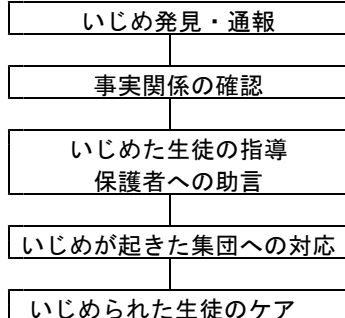 いじめ発見・通報
事実関係の確認
いじめた生徒の指導
保護者への助言
いじめが起きた集団への対応
いじめられた生徒のケア